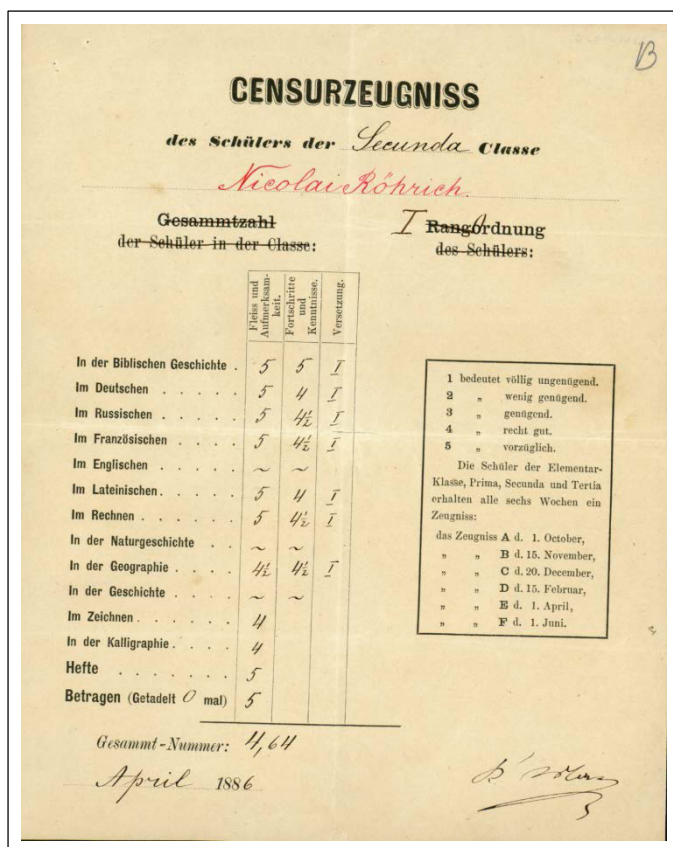 B
CENSURZEUGNISS
des Schülers der Secunda Classe
Nicolai Röhrich.
Gesammtzahl
der Schüler in der Classe:
I Rangordnung
des Schülers:
Fleiss und Aufmerksam-keit.
Fortschritte und Kenntnisse.
Versetzung.
In der Biblischen Geschichte . 5 5 I
Im Deutschen . . . . . 5 4 I
Im Russischen . . . . . 5 4½ I
Im Französischen . . . . 5 4½ I
Im Englischen . . . . . ~ ~
Im Lateinischen . . . . . 5 4 I
Im Rechnen . . . . . . 5 4½ I
In der Naturgeschichte . . ~ ~
In der Geographie . . . . 4½ 4½ I
In der Geschichte . . . . ~ ~
Im Zeichnen . . . . . 4
In der Kalligraphie . . . . 4
Hefte . . . . . . . 5
Betragen (Getadelt 0 mal) 5
Gesammt-Nummer: 4,64
April 1886
1 bedeutet völlig ungenügend.
2 „ wenig genügend.
3 „ genügend.
4 „ recht gut.
5 „ vorzüglich.
Die Schüler der Elementar-
Klasse, Prima, Secunda und Tertia
erhalten alle sechs Wochen ein
Zeugniss:
das Zeugniss A d. 1. October,
„ „ B d. 15. November,
„ „ C d. 20. December,
„ „ D d. 15. Februar,
„ „ E d. 1. April,
„ „ F d. 1. Juni.